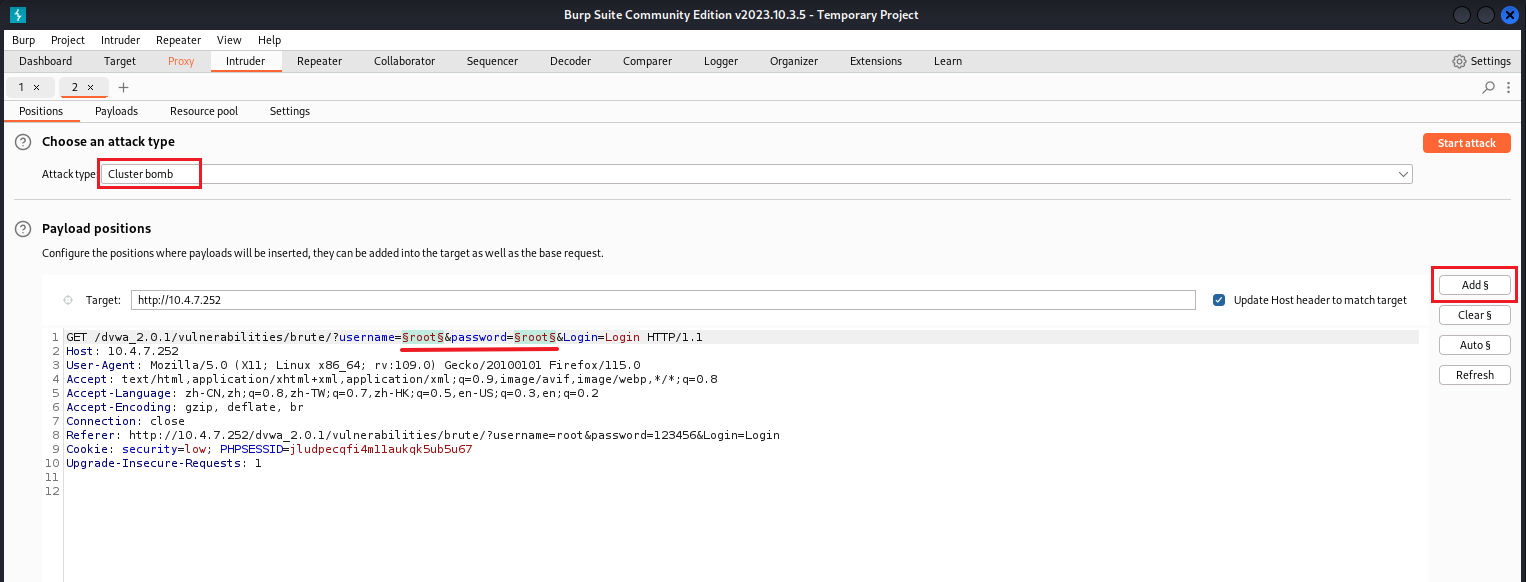 Burp Suite Community Edition v2023.10.3.5 - Temporary Project
Burp Project Intruder Repeater View Help
Dashboard Target Proxy Intruder Repeater Collaborator Sequencer Decoder Comparer Logger Organizer Extensions Learn Settings
1 × 2 × +
Positions Payloads Resource pool Settings
? Choose an attack type Start attack
Attack type: Cluster bomb
? Payload positions
Configure the positions where payloads will be inserted, they can be added into the target as well as the base request.
Add §
Target: http://10.4.7.252 Update Host header to match target
Clear §
Auto §
Refresh
1 GET /dvwa_2.0.1/vulnerabilities/brute/?username=§root§&password=§root§&Login=Login HTTP/1.1
2 Host: 10.4.7.252
3 User-Agent: Mozilla/5.0 (X11; Linux x86_64; rv:109.0) Gecko/20100101 Firefox/115.0
4 Accept: text/html,application/xhtml+xml,application/xml;q=0.9,image/avif,image/webp,*/*;q=0.8
5 Accept-Language: zh-CN,zh;q=0.8,zh-TW;q=0.7,zh-HK;q=0.5,en-US;q=0.3,en;q=0.2
6 Accept-Encoding: gzip, deflate, br
7 Connection: close
8 Referer: http://10.4.7.252/dvwa_2.0.1/vulnerabilities/brute/?username=root&password=123456&Login=Login
9 Cookie: security=low; PHPSESSID=jludpecqfi4m11aukqk5ub5u67
10 Upgrade-Insecure-Requests: 1
11
12